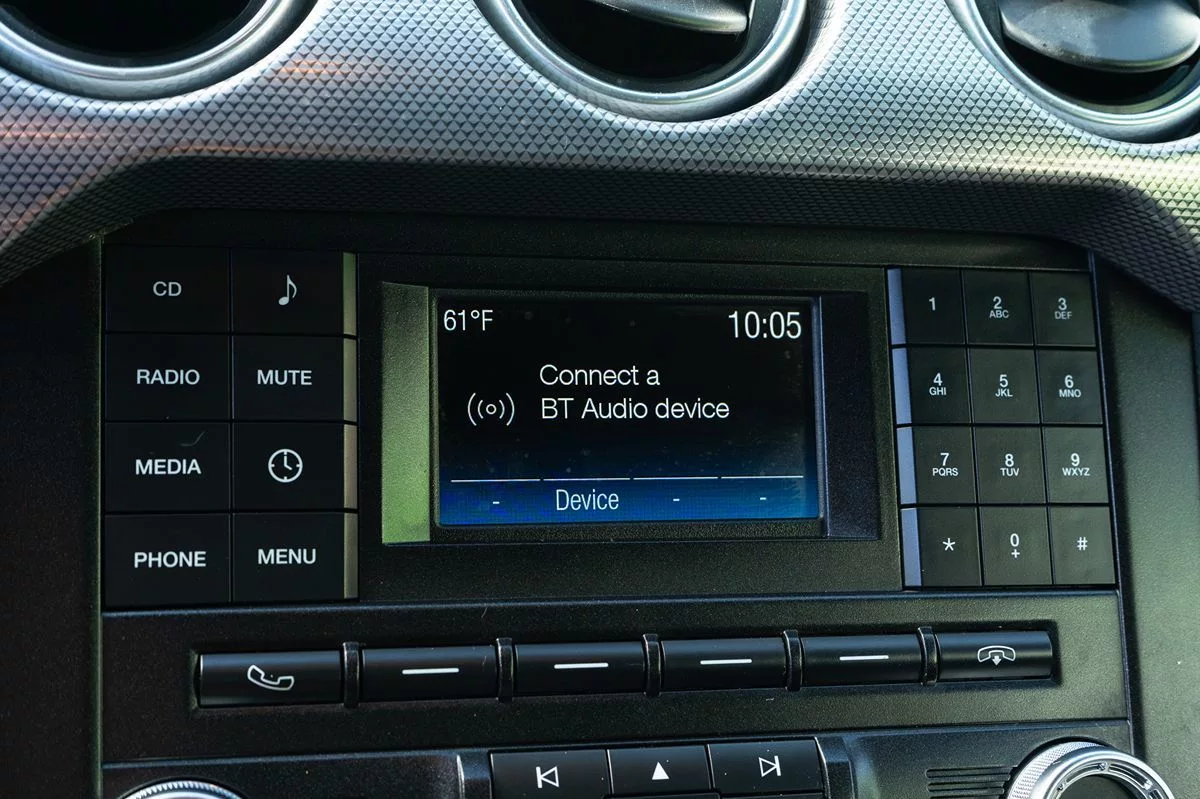 CD
RADIO MUTE
MEDIA
PHONE MENU
61°F 10:05
Connect a
BT Audio device
- Device - -
1 2 3
ABC DEF
4 5 6
GHI JKL MNO
7 8 9
PQRS TUV WXYZ
* 0 #
+